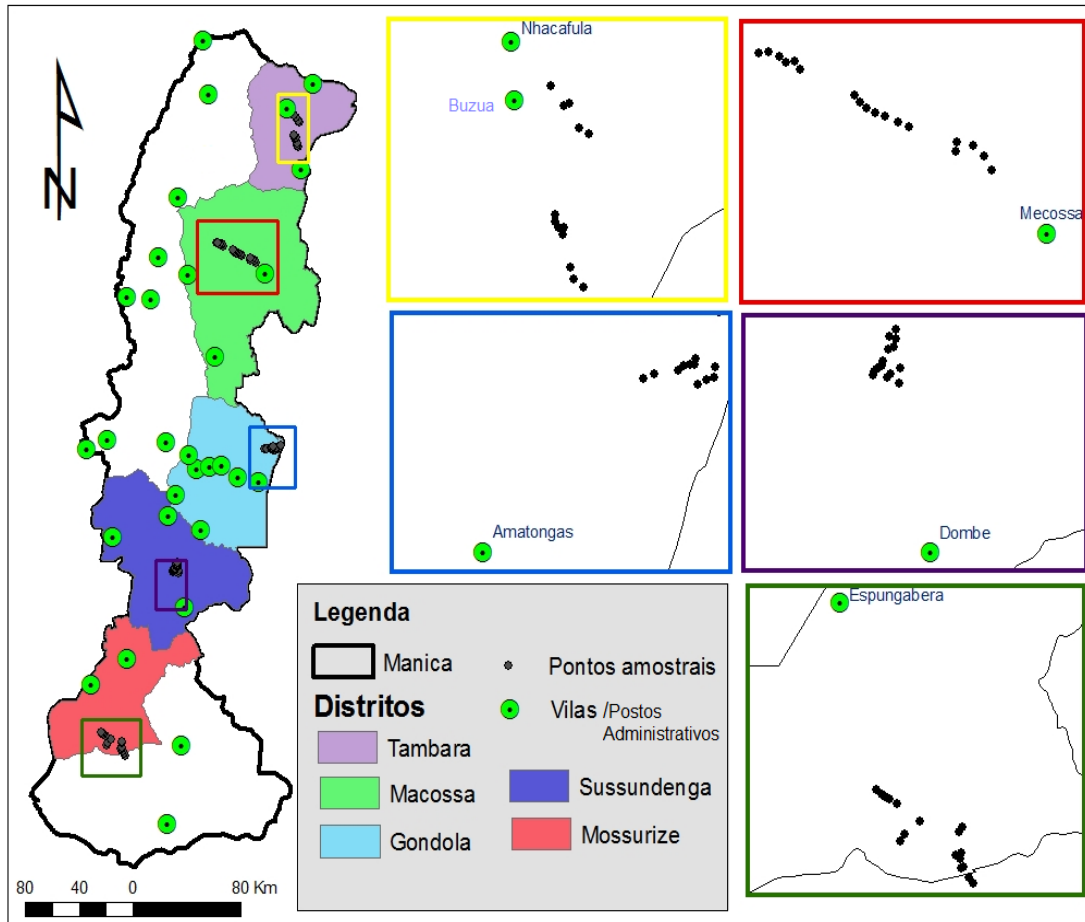 N
Nhacafula
Buzua
Mecossa
Amatongas
Dombe
Espungabera
Legenda
Manica
Pontos amostrais
Distritos
Vilas /Postos
Administrativos
Tambara
Macossa
Sussundenga
Gondola
Mossurize
80 40 0 80 Km